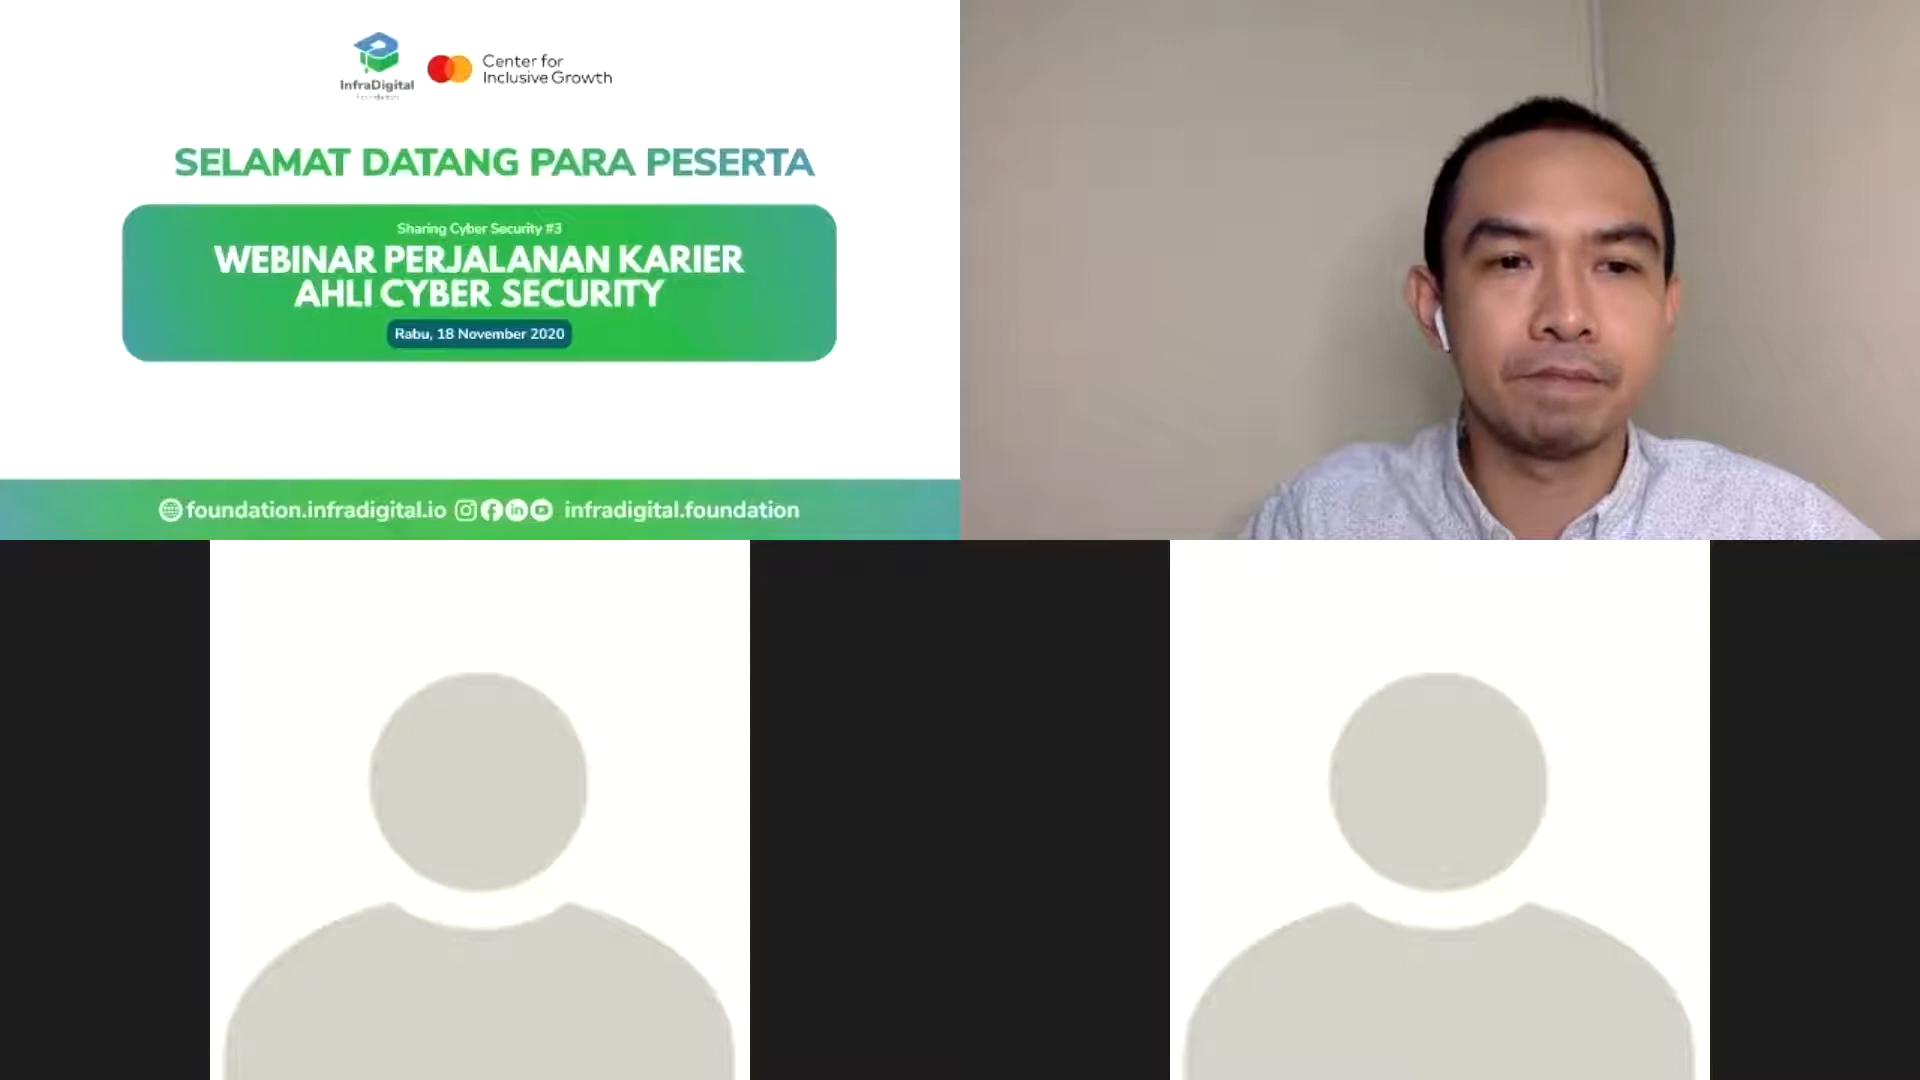 InfraDigital
Foundation
Center for
Inclusive Growth
SELAMAT DATANG PARA PESERTA
Sharing Cyber Security #3
WEBINAR PERJALANAN KARIER
AHLI CYBER SECURITY
Rabu, 18 November 2020
foundation.infradigital.io infradigital.foundation